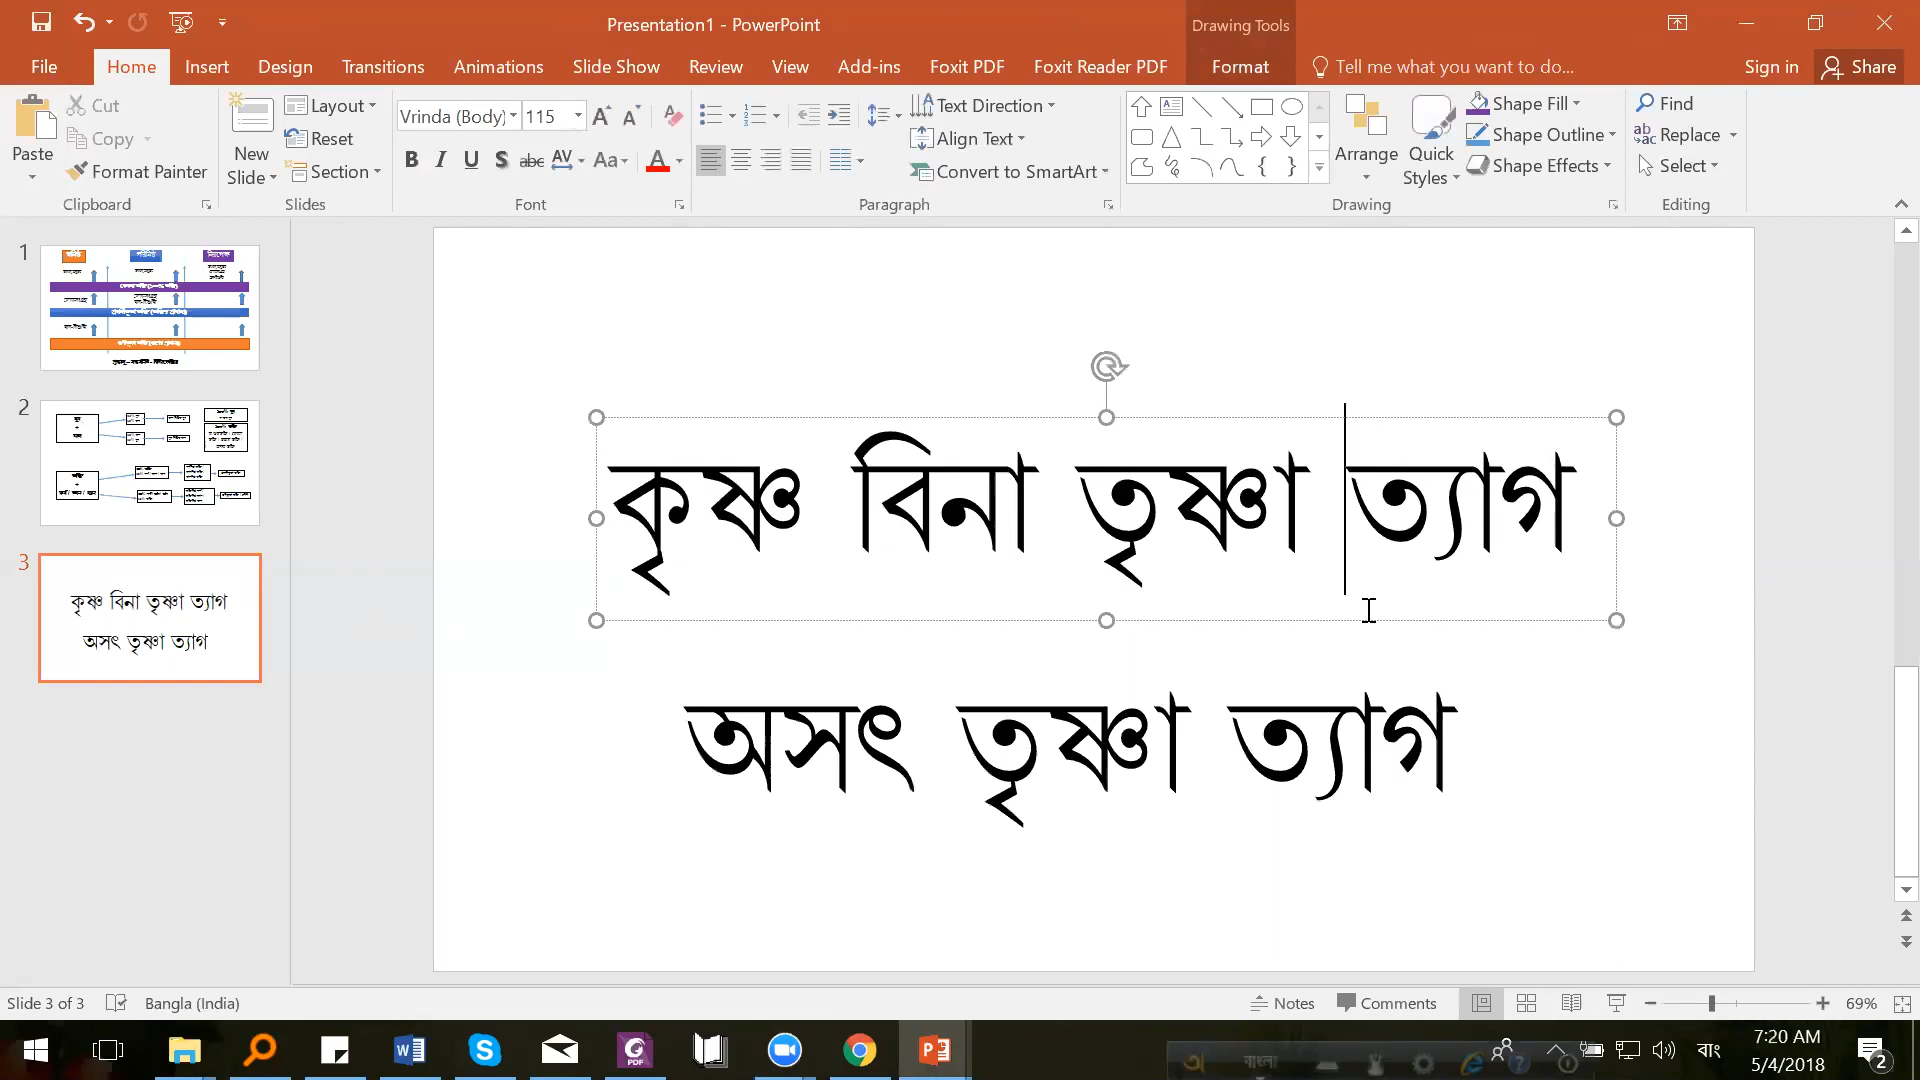 Presentation1 - PowerPoint
Drawing Tools
File Home Insert Design Transitions Animations Slide Show Review View Add-ins Foxit PDF Foxit Reader PDF Format Tell me what you want to do... Sign in Share
Paste
Cut
Copy
Format Painter
Clipboard
New Slide
Layout
Reset
Section
Slides
Vrinda (Body) 115
B I U S abc AV Aa A
Font
Text Direction
Align Text
Convert to SmartArt
Paragraph
Arrange
Quick Styles
Shape Fill
Shape Outline
Shape Effects
Drawing
Find
Replace
Select
Editing
1
2
3
কৃষ্ণ বিনা তৃষ্ণা ত্যাগ
অসৎ তৃষ্ণা ত্যাগ
কৃষ্ণ বিনা তৃষ্ণা ত্যাগ
অসৎ তৃষ্ণা ত্যাগ
Slide 3 of 3 Bangla (India) Notes Comments 69%
বাং
7:20 AM
5/4/2018
2